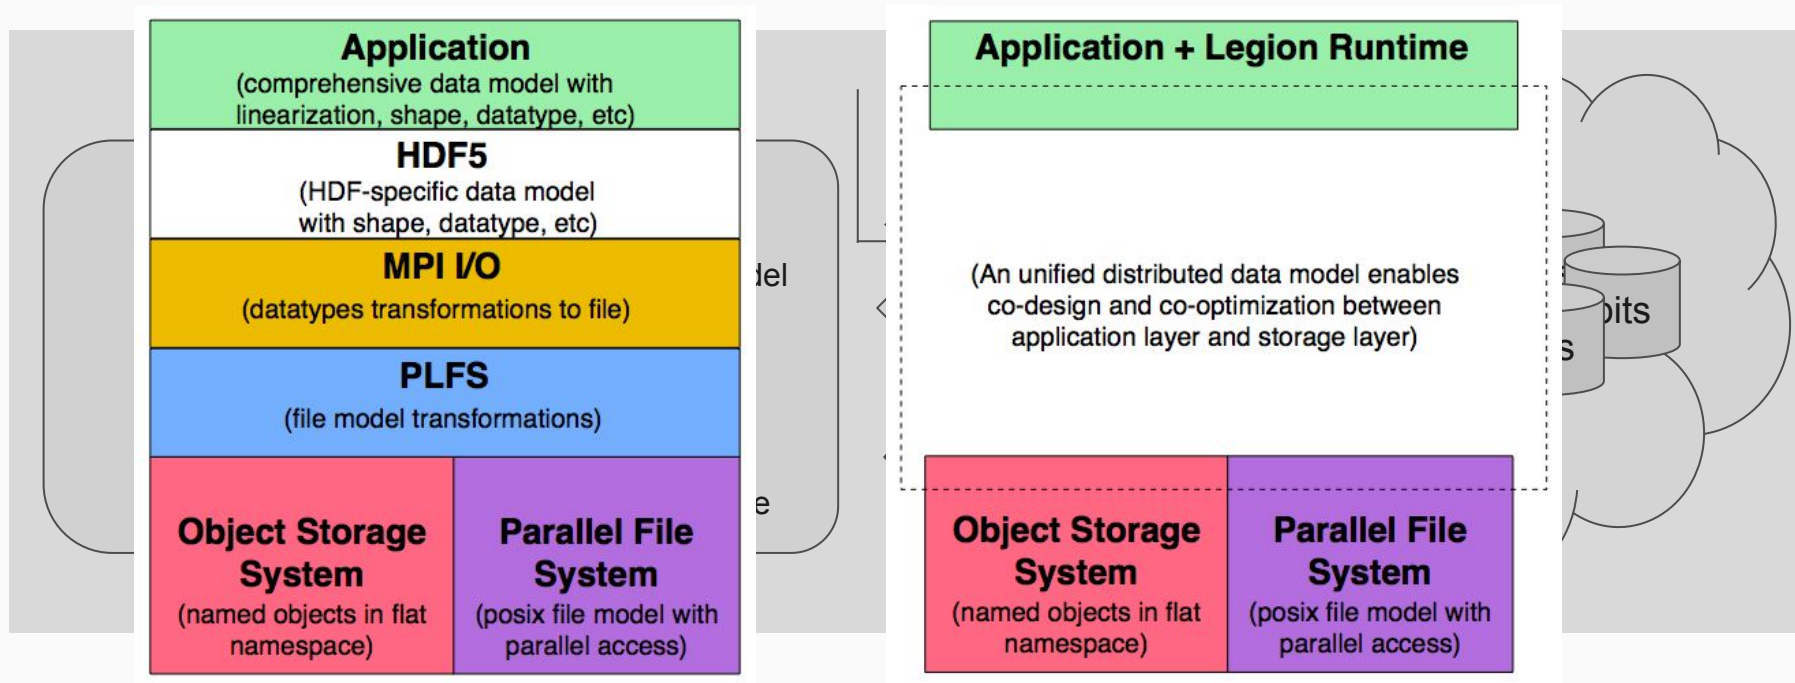 Application
(comprehensive data model with
linearization, shape, datatype, etc)
HDF5
(HDF-specific data model
with shape, datatype, etc)
MPI I/O
(datatypes transformations to file)
PLFS
(file model transformations)
Object Storage
System
(named objects in flat
namespace)
Parallel File
System
(posix file model with
parallel access)
Application + Legion Runtime
(An unified distributed data model enables
co-design and co-optimization between
application layer and storage layer)
Object Storage
System
(named objects in flat
namespace)
Parallel File
System
(posix file model with
parallel access)